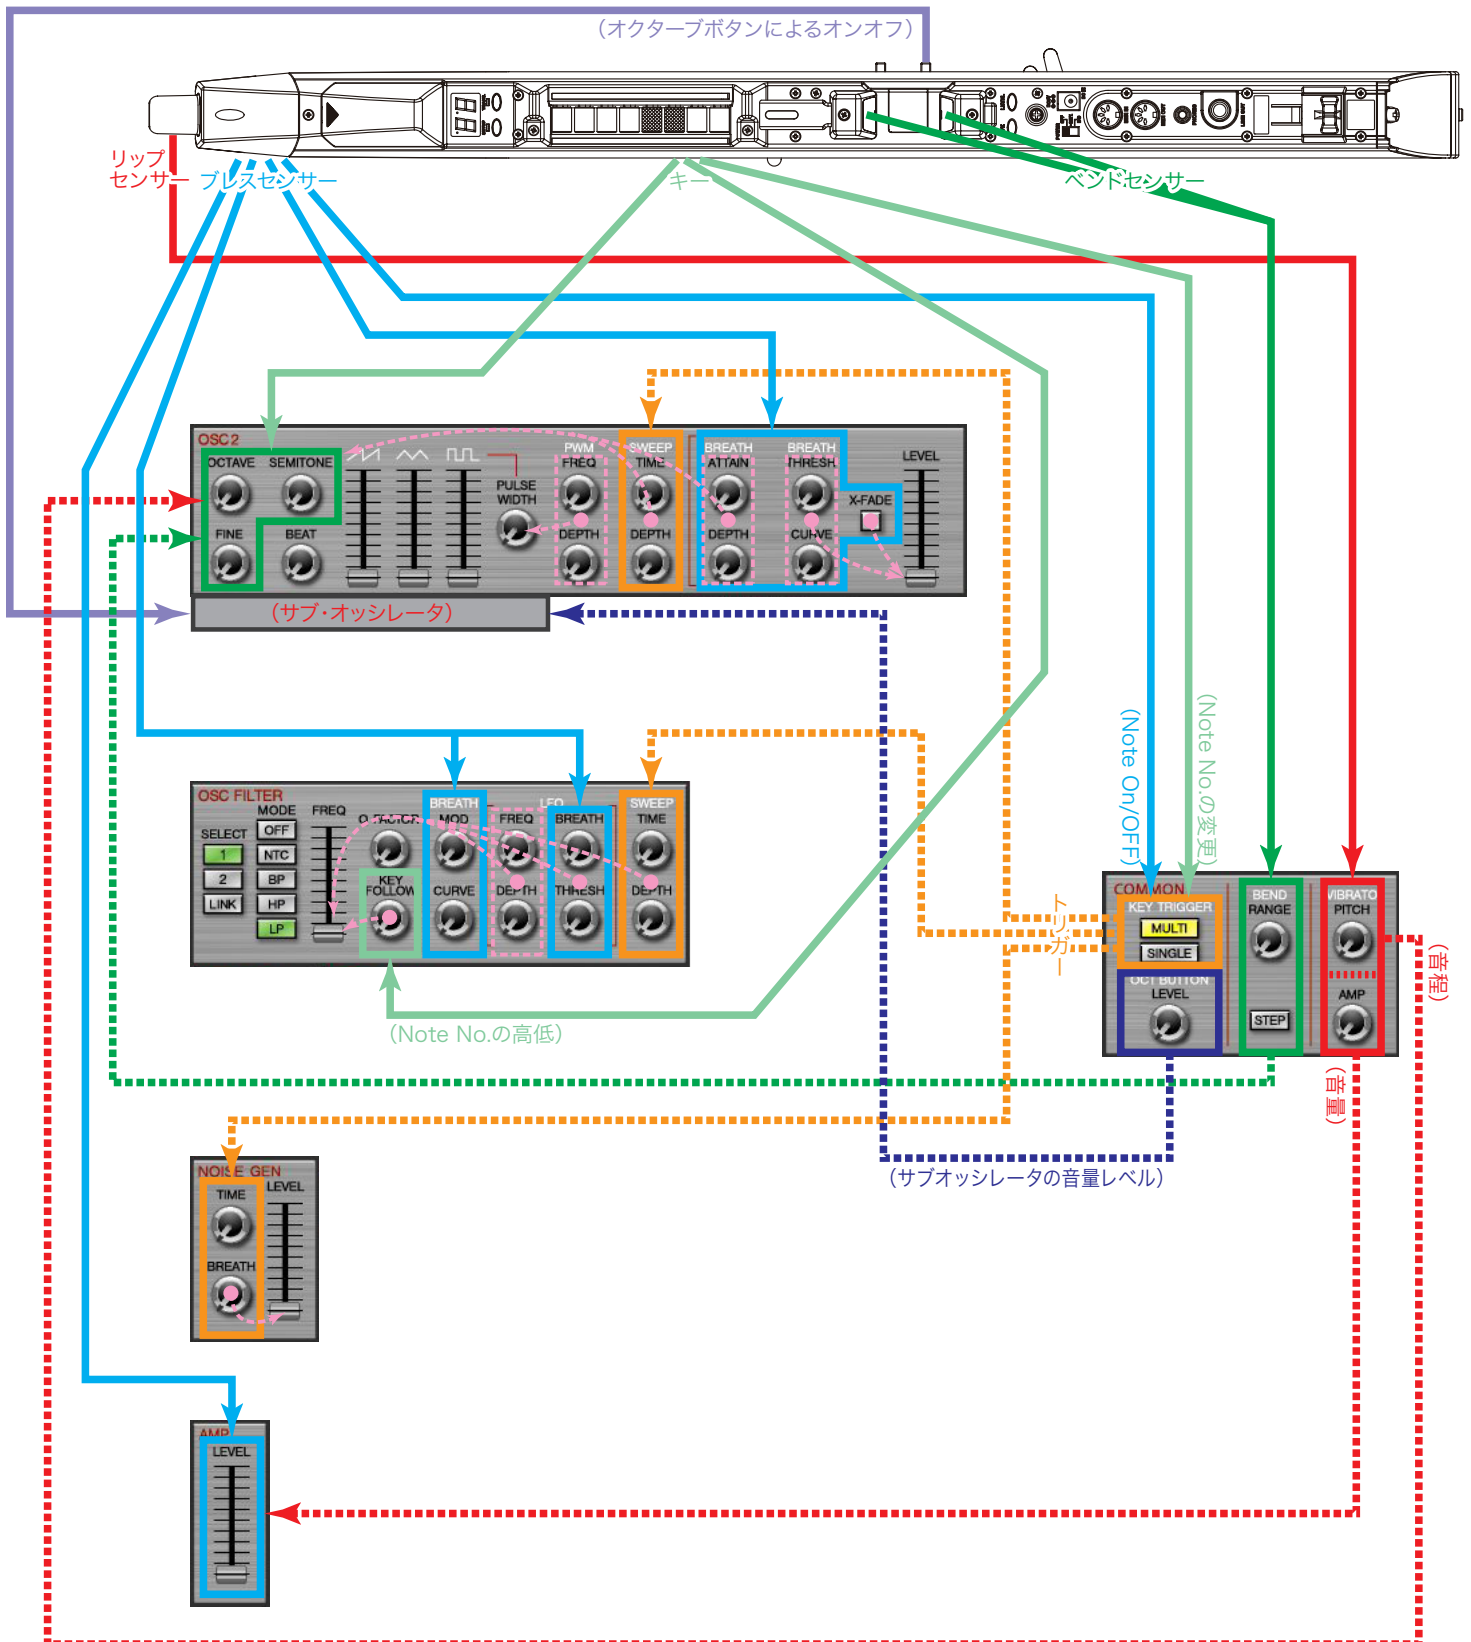 （オクターブボタンによるオンオフ）
リップ
センサー
ブレスセンサー
キー
ベンドセンサー
OSC 2
OCTAVE
SEMITONE
FINE
BEAT
PULSE
WIDTH
PWM
FREQ
DEPTH
SWEEP
TIME
DEPTH
BREATH
ATTAIN
DEPTH
BREATH
THRESH
CURVE
X-FADE
LEVEL
（サブ・オッシレータ）
（Note On/OFF）
（Note No.の変更）
OSC FILTER
SELECT
1
2
LINK
MODE
OFF
NTC
BP
HP
LP
FREQ
Q-FACTOR
KEY
FOLLOW
BREATH
MOD
CURVE
LFO
FREQ
DEPTH
BREATH
THRESH
SWEEP
TIME
DEPTH
（Note No.の高低）
トリガー
COMMON
KEY TRIGGER
MULTI
SINGLE
OCT BUTTON
LEVEL
BEND
RANGE
STEP
VIBRATO
PITCH
AMP
（音程）
（音量）
（サブオッシレータの音量レベル）
NOISE GEN
TIME
BREATH
LEVEL
AMP
LEVEL